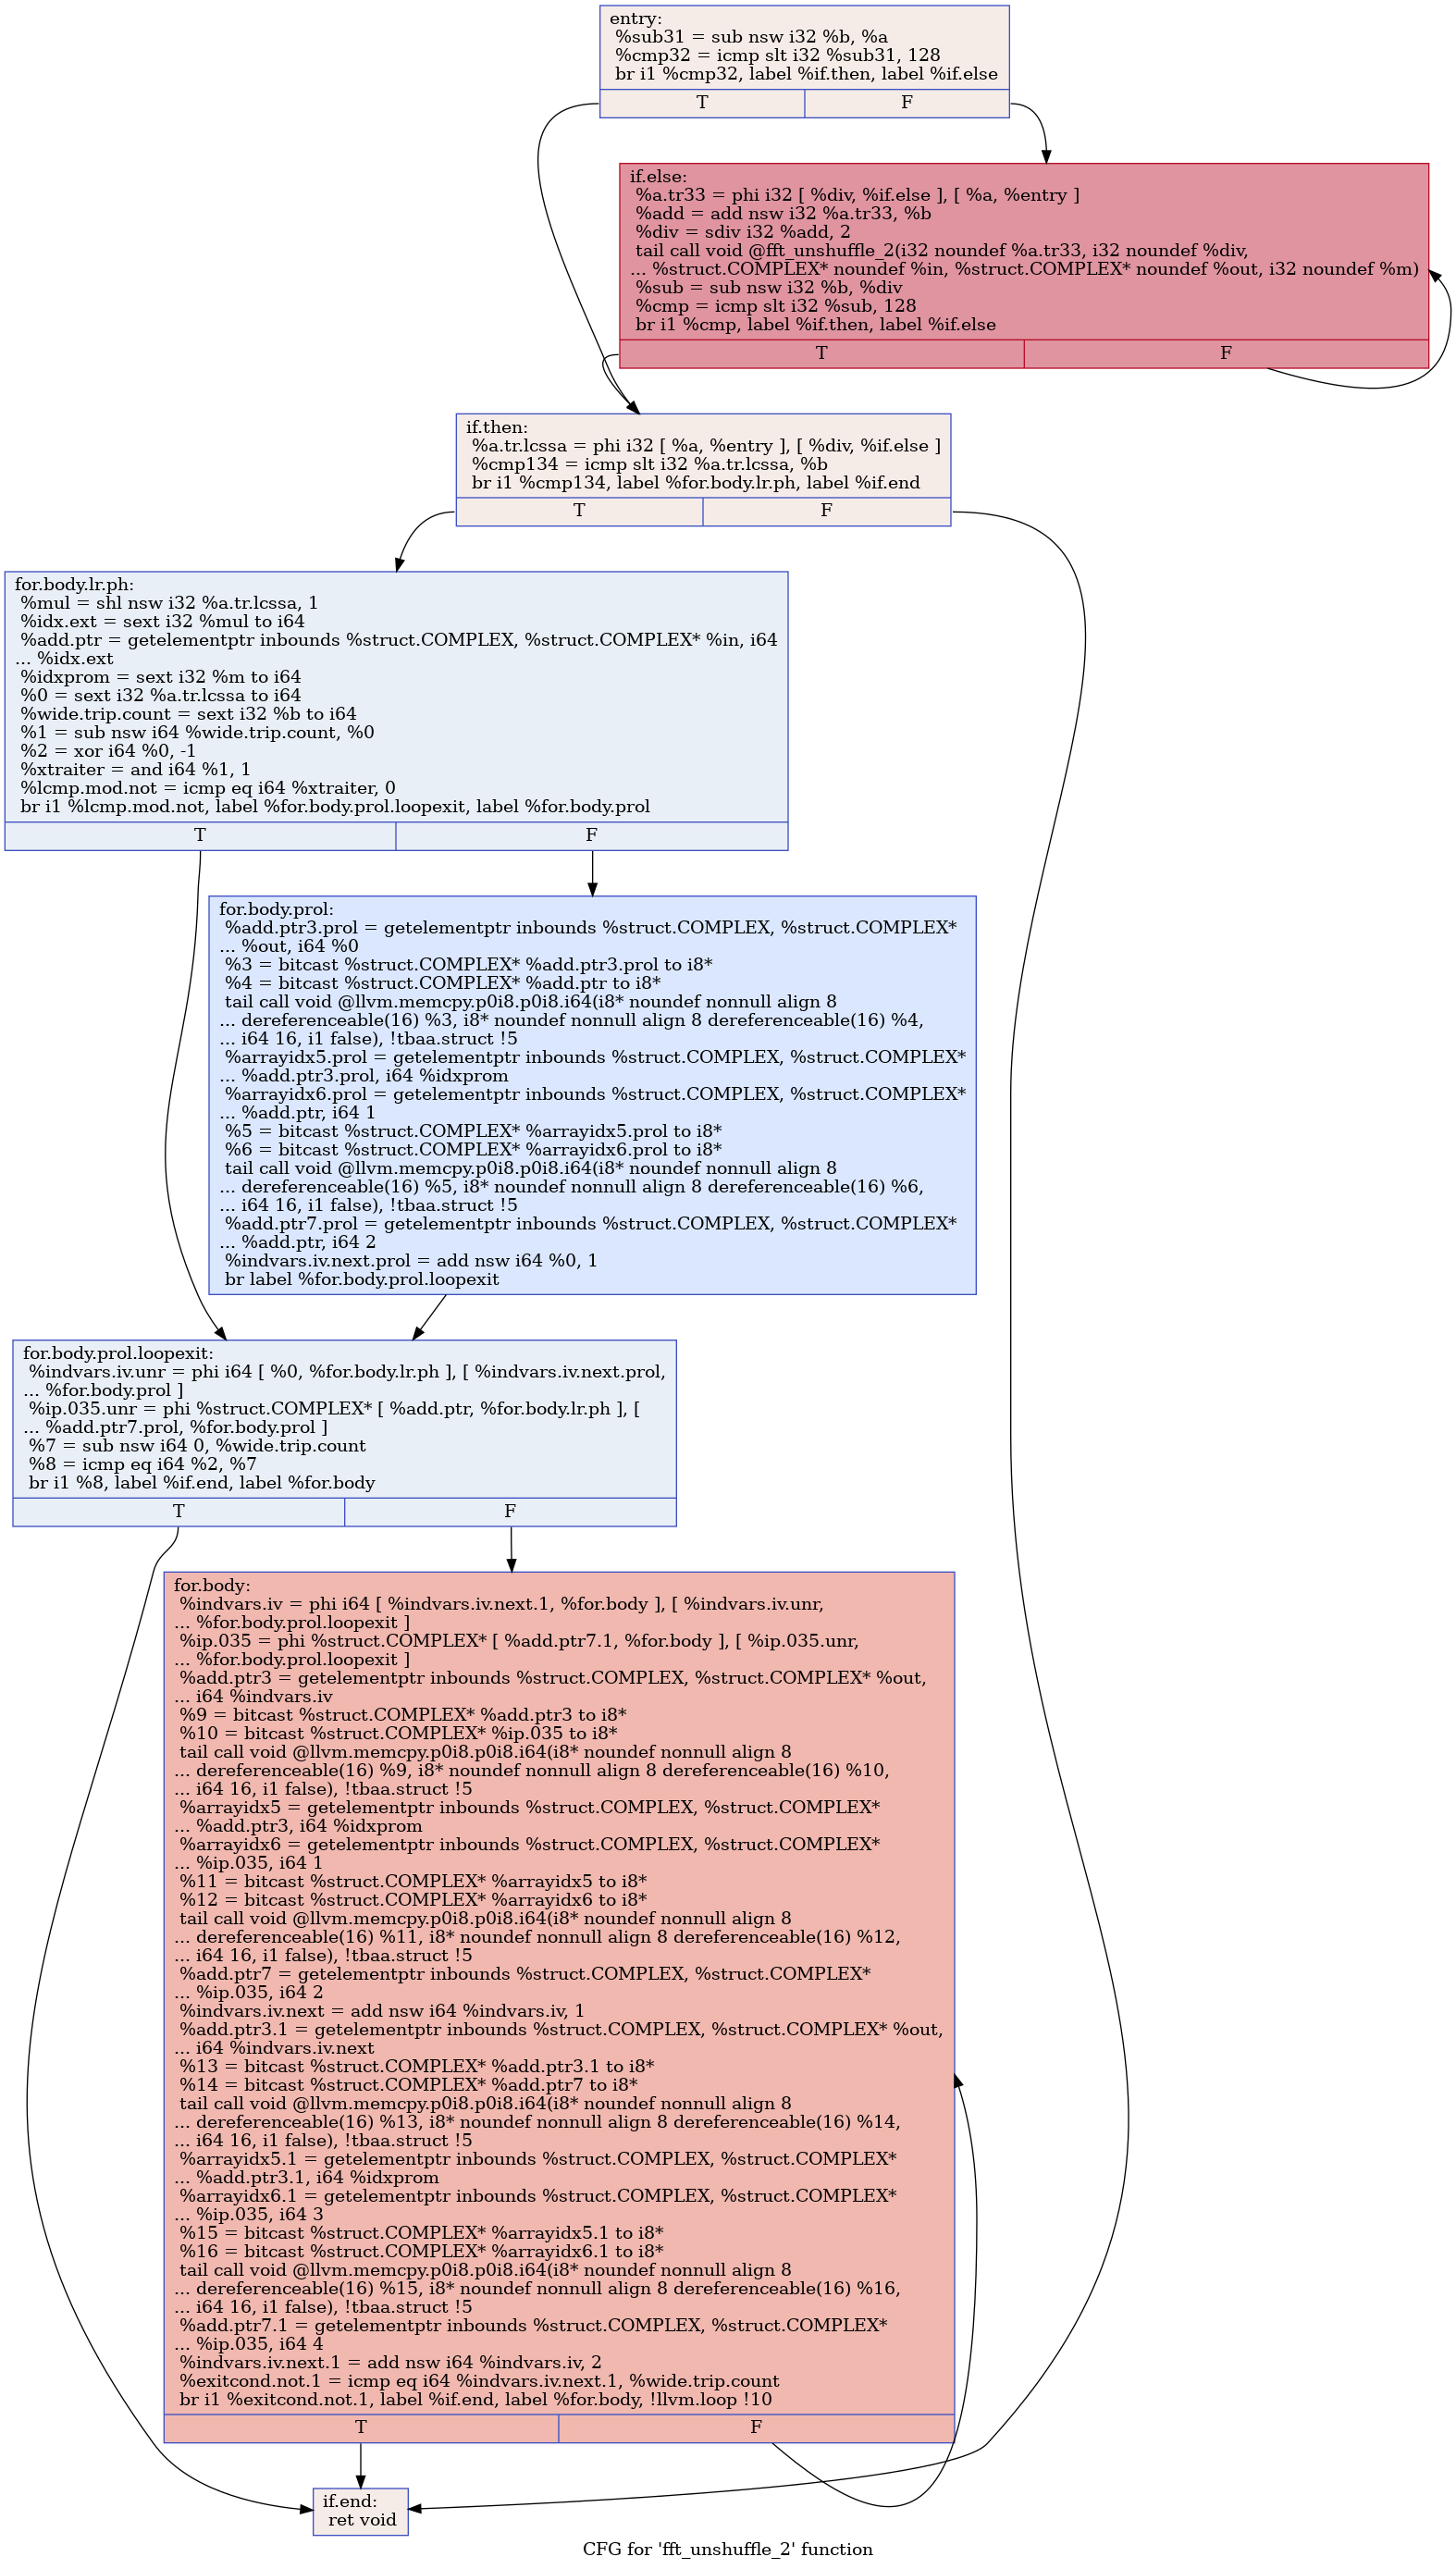 entry:
%sub31 = sub nsw i32 %b, %a
%cmp32 = icmp slt i32 %sub31, 128
br i1 %cmp32, label %if.then, label %if.else
T
F
if.else:
%a.tr33 = phi i32 [ %div, %if.else ], [ %a, %entry ]
%add = add nsw i32 %a.tr33, %b
%div = sdiv i32 %add, 2
tail call void @fft_unshuffle_2(i32 noundef %a.tr33, i32 noundef %div,
... %struct.COMPLEX* noundef %in, %struct.COMPLEX* noundef %out, i32 noundef %m)
%sub = sub nsw i32 %b, %div
%cmp = icmp slt i32 %sub, 128
br i1 %cmp, label %if.then, label %if.else
T
F
if.then:
%a.tr.lcssa = phi i32 [ %a, %entry ], [ %div, %if.else ]
%cmp134 = icmp slt i32 %a.tr.lcssa, %b
br i1 %cmp134, label %for.body.lr.ph, label %if.end
T
F
for.body.lr.ph:
%mul = shl nsw i32 %a.tr.lcssa, 1
%idx.ext = sext i32 %mul to i64
%add.ptr = getelementptr inbounds %struct.COMPLEX, %struct.COMPLEX* %in, i64
... %idx.ext
%idxprom = sext i32 %m to i64
%0 = sext i32 %a.tr.lcssa to i64
%wide.trip.count = sext i32 %b to i64
%1 = sub nsw i64 %wide.trip.count, %0
%2 = xor i64 %0, -1
%xtraiter = and i64 %1, 1
%lcmp.mod.not = icmp eq i64 %xtraiter, 0
br i1 %lcmp.mod.not, label %for.body.prol.loopexit, label %for.body.prol
T
F
for.body.prol:
%add.ptr3.prol = getelementptr inbounds %struct.COMPLEX, %struct.COMPLEX*
... %out, i64 %0
%3 = bitcast %struct.COMPLEX* %add.ptr3.prol to i8*
%4 = bitcast %struct.COMPLEX* %add.ptr to i8*
tail call void @llvm.memcpy.p0i8.p0i8.i64(i8* noundef nonnull align 8
... dereferenceable(16) %3, i8* noundef nonnull align 8 dereferenceable(16) %4,
... i64 16, i1 false), !tbaa.struct !5
%arrayidx5.prol = getelementptr inbounds %struct.COMPLEX, %struct.COMPLEX*
... %add.ptr3.prol, i64 %idxprom
%arrayidx6.prol = getelementptr inbounds %struct.COMPLEX, %struct.COMPLEX*
... %add.ptr, i64 1
%5 = bitcast %struct.COMPLEX* %arrayidx5.prol to i8*
%6 = bitcast %struct.COMPLEX* %arrayidx6.prol to i8*
tail call void @llvm.memcpy.p0i8.p0i8.i64(i8* noundef nonnull align 8
... dereferenceable(16) %5, i8* noundef nonnull align 8 dereferenceable(16) %6,
... i64 16, i1 false), !tbaa.struct !5
%add.ptr7.prol = getelementptr inbounds %struct.COMPLEX, %struct.COMPLEX*
... %add.ptr, i64 2
%indvars.iv.next.prol = add nsw i64 %0, 1
br label %for.body.prol.loopexit
for.body.prol.loopexit:
%indvars.iv.unr = phi i64 [ %0, %for.body.lr.ph ], [ %indvars.iv.next.prol,
... %for.body.prol ]
%ip.035.unr = phi %struct.COMPLEX* [ %add.ptr, %for.body.lr.ph ], [
... %add.ptr7.prol, %for.body.prol ]
%7 = sub nsw i64 0, %wide.trip.count
%8 = icmp eq i64 %2, %7
br i1 %8, label %if.end, label %for.body
T
F
for.body:
%indvars.iv = phi i64 [ %indvars.iv.next.1, %for.body ], [ %indvars.iv.unr,
... %for.body.prol.loopexit ]
%ip.035 = phi %struct.COMPLEX* [ %add.ptr7.1, %for.body ], [ %ip.035.unr,
... %for.body.prol.loopexit ]
%add.ptr3 = getelementptr inbounds %struct.COMPLEX, %struct.COMPLEX* %out,
... i64 %indvars.iv
%9 = bitcast %struct.COMPLEX* %add.ptr3 to i8*
%10 = bitcast %struct.COMPLEX* %ip.035 to i8*
tail call void @llvm.memcpy.p0i8.p0i8.i64(i8* noundef nonnull align 8
... dereferenceable(16) %9, i8* noundef nonnull align 8 dereferenceable(16) %10,
... i64 16, i1 false), !tbaa.struct !5
%arrayidx5 = getelementptr inbounds %struct.COMPLEX, %struct.COMPLEX*
... %add.ptr3, i64 %idxprom
%arrayidx6 = getelementptr inbounds %struct.COMPLEX, %struct.COMPLEX*
... %ip.035, i64 1
%11 = bitcast %struct.COMPLEX* %arrayidx5 to i8*
%12 = bitcast %struct.COMPLEX* %arrayidx6 to i8*
tail call void @llvm.memcpy.p0i8.p0i8.i64(i8* noundef nonnull align 8
... dereferenceable(16) %11, i8* noundef nonnull align 8 dereferenceable(16) %12,
... i64 16, i1 false), !tbaa.struct !5
%add.ptr7 = getelementptr inbounds %struct.COMPLEX, %struct.COMPLEX*
... %ip.035, i64 2
%indvars.iv.next = add nsw i64 %indvars.iv, 1
%add.ptr3.1 = getelementptr inbounds %struct.COMPLEX, %struct.COMPLEX* %out,
... i64 %indvars.iv.next
%13 = bitcast %struct.COMPLEX* %add.ptr3.1 to i8*
%14 = bitcast %struct.COMPLEX* %add.ptr7 to i8*
tail call void @llvm.memcpy.p0i8.p0i8.i64(i8* noundef nonnull align 8
... dereferenceable(16) %13, i8* noundef nonnull align 8 dereferenceable(16) %14,
... i64 16, i1 false), !tbaa.struct !5
%arrayidx5.1 = getelementptr inbounds %struct.COMPLEX, %struct.COMPLEX*
... %add.ptr3.1, i64 %idxprom
%arrayidx6.1 = getelementptr inbounds %struct.COMPLEX, %struct.COMPLEX*
... %ip.035, i64 3
%15 = bitcast %struct.COMPLEX* %arrayidx5.1 to i8*
%16 = bitcast %struct.COMPLEX* %arrayidx6.1 to i8*
tail call void @llvm.memcpy.p0i8.p0i8.i64(i8* noundef nonnull align 8
... dereferenceable(16) %15, i8* noundef nonnull align 8 dereferenceable(16) %16,
... i64 16, i1 false), !tbaa.struct !5
%add.ptr7.1 = getelementptr inbounds %struct.COMPLEX, %struct.COMPLEX*
... %ip.035, i64 4
%indvars.iv.next.1 = add nsw i64 %indvars.iv, 2
%exitcond.not.1 = icmp eq i64 %indvars.iv.next.1, %wide.trip.count
br i1 %exitcond.not.1, label %if.end, label %for.body, !llvm.loop !10
T
F
if.end:
ret void
CFG for 'fft_unshuffle_2' function